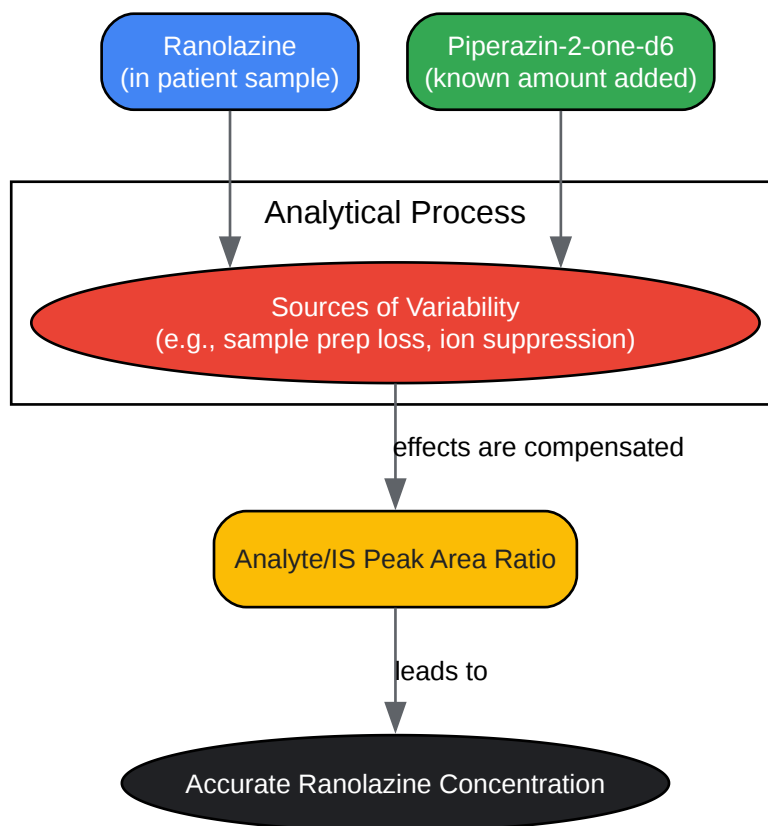 Ranolazine
(in patient sample)
Piperazin-2-one-d6
(known amount added)
Analytical Process
Sources of Variability
(e.g., sample prep loss, ion suppression)
effects are compensated
Analyte/IS Peak Area Ratio
leads to
Accurate Ranolazine Concentration